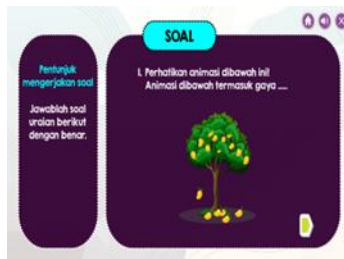 SOAL
Pentunjuk
mengerjakan soal
Jawablah soal
uraian berikut
dengan benar.
1. Perhatikan animasi dibawah ini!
Animasi dibawah termasuk gaya ....